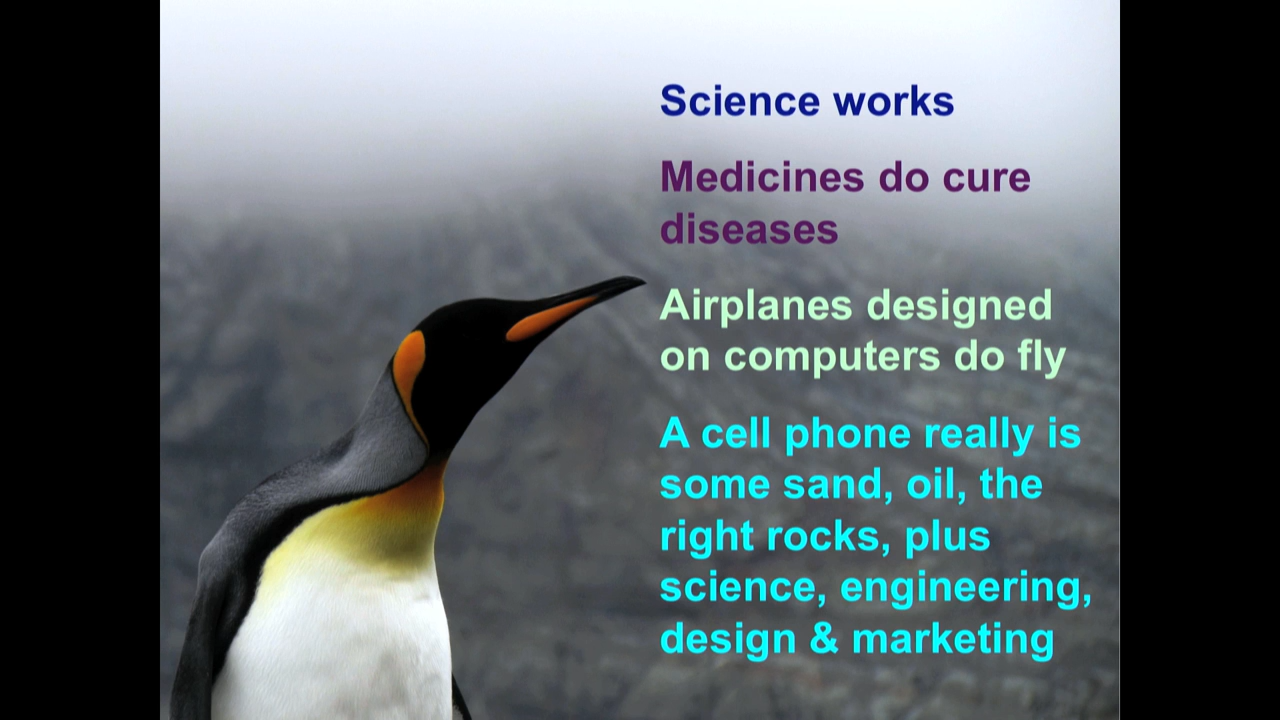 Science works
Medicines do cure
diseases
Airplanes designed
on computers do fly
A cell phone really is
some sand, oil, the
right rocks, plus
science, engineering,
design & marketing